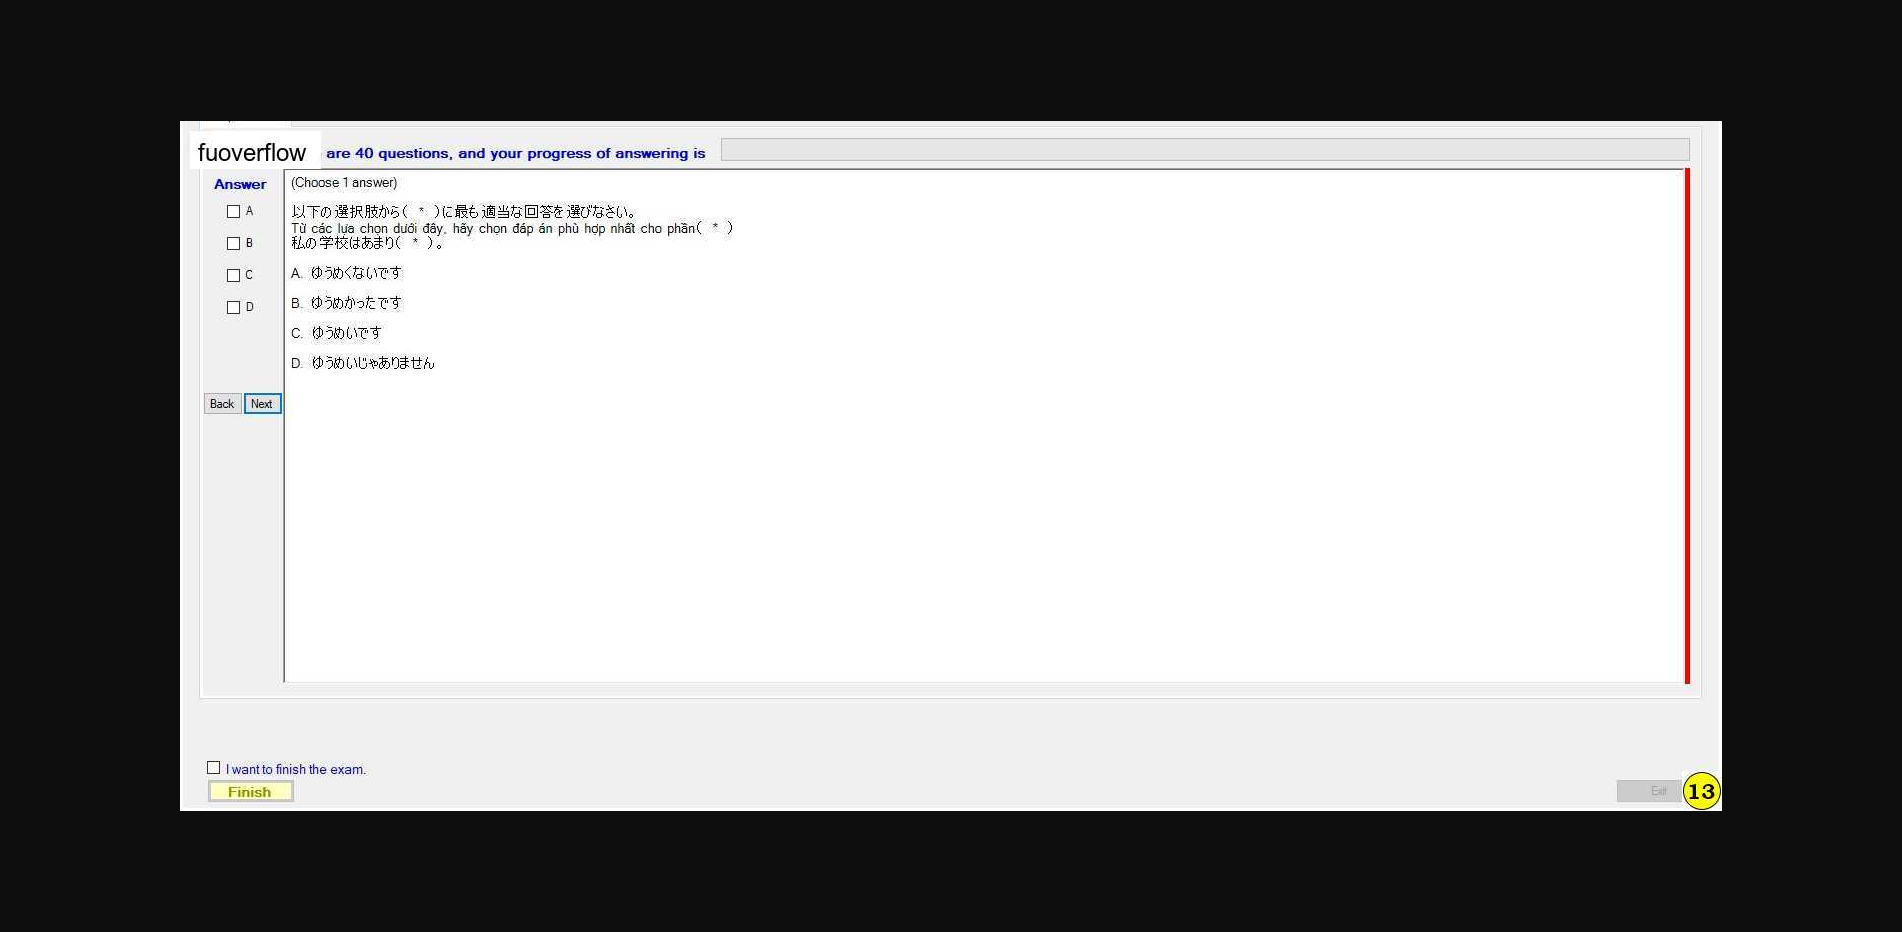 fuoverflow are 40 questions, and your progress of answering is
Answer
(Choose 1 answer)
A
以下の選択肢から( * )に最も適当な回答を選びなさい。
Từ các lựa chọn dưới đây, hãy chọn đáp án phù hợp nhất cho phần( * )
B
私の学校はあまり( * )。
C
A. ゆうめくないです
B. ゆうめかったです
D
C. ゆうめいです
D. ゆうめいじゃありません
Back Next
I want to finish the exam.
Finish
Exit
13